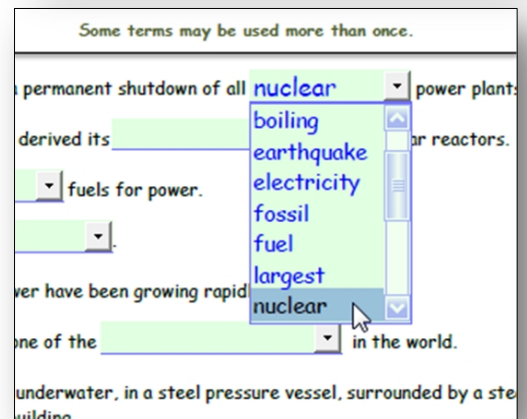 Some terms may be used more than once.
permanent shutdown of all nuclear power plants
derived its
ar reactors.
boiling
earthquake
electricity
fossil
fuel
largest
nuclear
fuels for power.
.
wer have been growing rapidl
one of the in the world.
underwater, in a steel pressure vessel, surrounded by a ste
uilding